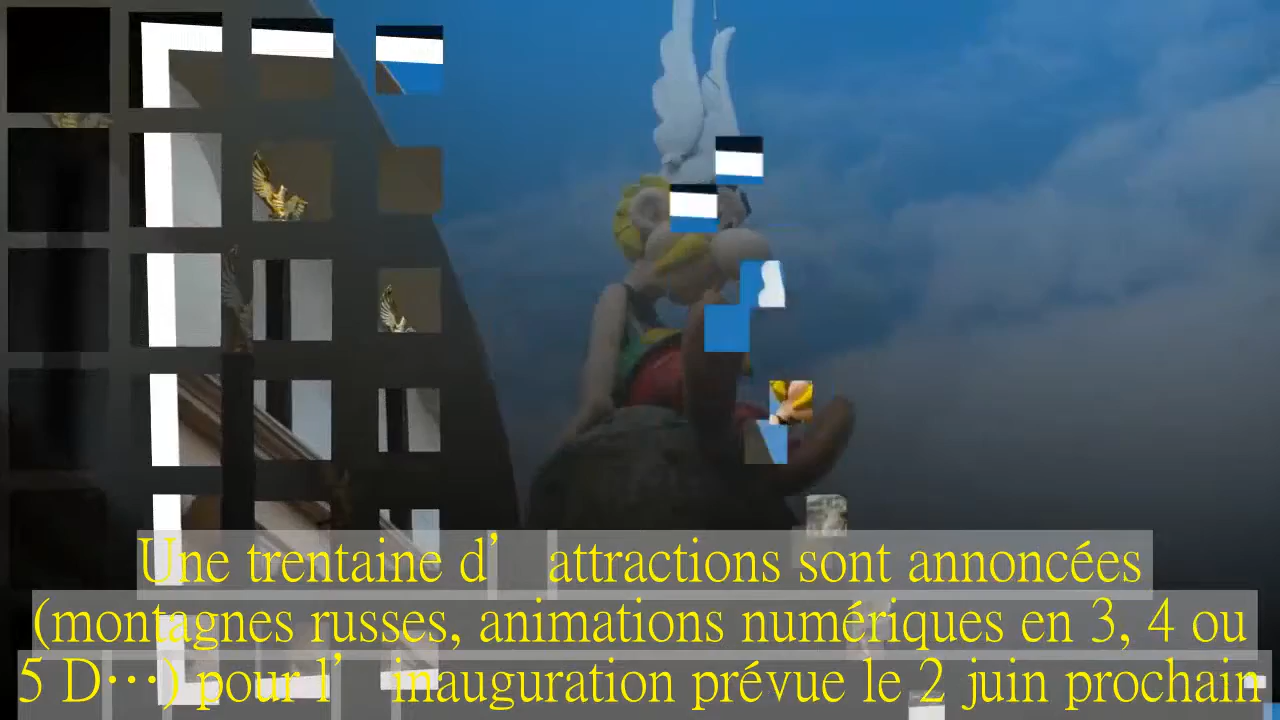 Une trentaine d’attractions sont annoncées
(montagnes russes, animations numériques en 3, 4 ou
5 D…) pour l’inauguration prévue le 2 juin prochain